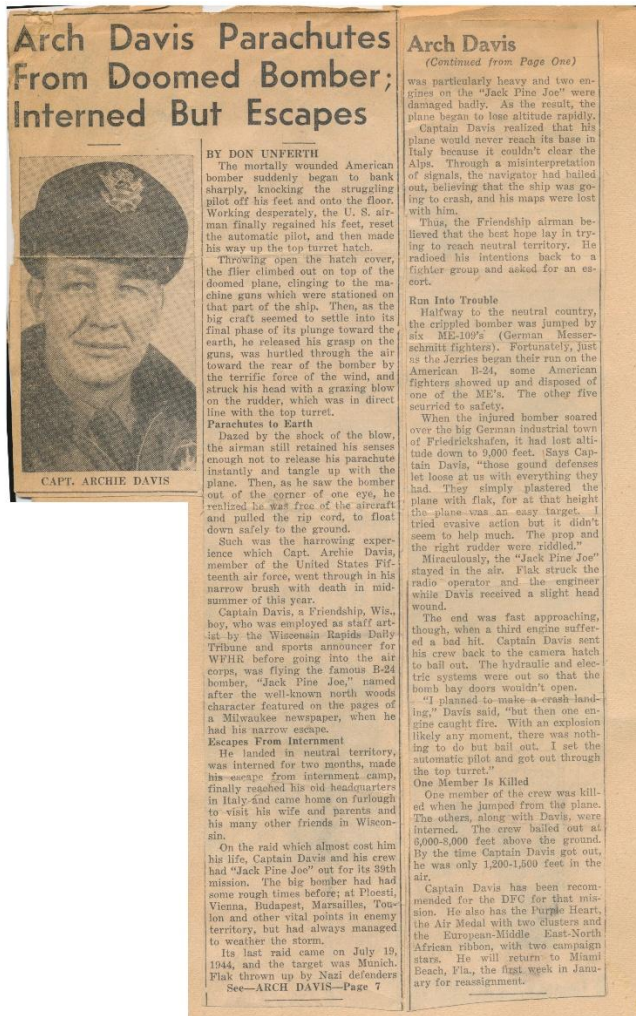 Arch Davis Parachutes
From Doomed Bomber;
Interned But Escapes
CAPT. ARCHIE DAVIS
BY DON UNFERTH
The mortally wounded American
bomber suddenly began to bank
sharply, knocking the struggling
pilot off his feet and onto the floor.
Working desperately, the U. S. air-
man finally regained his feet, reset
the automatic pilot, and then made
his way up the top turret hatch.
Throwing open the hatch cover,
the flier climbed out on top of the
doomed plane, clinging to the ma-
chine guns which were stationed on
that part of the ship. Then, as the
big craft seemed to settle into its
final phase of its plunge toward the
earth, he released his grasp on the
guns, was hurtled through the air
toward the rear of the bomber by
the terrific force of the wind, and
struck his head with a grazing blow
on the rudder, which was in direct
line with the top turret.
Parachutes to Earth
Dazed by the shock of the blow,
the airman still retained his senses
enough not to release his parachute
instantly and tangle up with the
plane. Then, as he saw the bomber
out of the corner of one eye, he
realized he was free of the aircraft
and pulled the rip cord, to float
down safely to the ground.
Such was the harrowing exper-
ience which Capt. Archie Davis,
member of the United States Fif-
teenth air force, went through in his
narrow brush with death in mid-
summer of this year.
Captain Davis, a Friendship, Wis.,
boy, who was employed as staff art-
ist by the Wisconsin Rapids Daily
Tribune and sports announcer for
WFHR before going into the air
corps, was flying the famous B-24
bomber, "Jack Pine Joe," named
after the well-known north woods
character featured on the pages of
a Milwaukee newspaper, when he
had his narrow escape.
Escapes From Internment
He landed in neutral territory,
was interned for two months, made
his escape from internment camp,
finally reached his old headquarters
in Italy and came home on furlough
to visit his wife and parents and
his many other friends in Wiscon-
sin.
On the raid which almost cost him
his life, Captain Davis and his crew
had "Jack Pine Joe" out for its 39th
mission. The big bomber had had
some rough times before; at Ploesti,
Vienna, Budapest, Marsailles, Tou-
lon and other vital points in enemy
territory, but had always managed
to weather the storm.
Its last raid came on July 19,
1944, and the target was Munich.
Flak thrown up by Nazi defenders
See—ARCH DAVIS—Page 7
Arch Davis
(Continued from Page One)
was particularly heavy and two en-
gines on the "Jack Pine Joe" were
damaged badly. As the result, the
plane began to lose altitude rapidly.
Captain Davis realized that his
plane would never reach its base in
Italy because it couldn't clear the
Alps. Through a misinterpretation
of signals, the navigator had bailed
out, believing that the ship was go-
ing to crash, and his maps were lost
with him.
Thus, the Friendship airman be-
lieved that the best hope lay in try-
ing to reach neutral territory. He
radioed his intentions back to a
fighter group and asked for an es-
cort.
Run Into Trouble
Halfway to the neutral country,
the crippled bomber was jumped by
six ME-109's (German Messer-
schmitt fighters). Fortunately, just
as the Jerries began their run on the
American B-24, some American
fighters showed up and disposed of
one of the ME's. The other five
scurried to safety.
When the injured bomber soared
over the big German industrial town
of Friedrickshafen, it had lost alti-
tude down to 9,000 feet. Says Cap-
tain Davis, "those gound defenses
let loose at us with everything they
had. They simply plastered the
plane with flak, for at that height
the plane was an easy target. I
tried evasive action but it didn't
seem to help much. The prop and
the right rudder were riddled."
Miraculously, the "Jack Pine Joe"
stayed in the air. Flak struck the
radio operator and the engineer
while Davis received a slight head
wound.
The end was fast approaching,
though, when a third engine suffer-
ed a bad hit. Captain Davis sent
his crew back to the camera hatch
to bail out. The hydraulic and elec-
tric systems were out so that the
bomb bay doors wouldn't open.
"I planned to make a crash land-
ing," Davis said, "but then one en-
gine caught fire. With an explosion
likely any moment, there was noth-
ing to do but bail out. I set the
automatic pilot and got out through
the top turret."
One Member Is Killed
One member of the crew was kill-
ed when he jumped from the plane.
The others, along with Davis, were
interned. The crew bailed out at
6,000-8,000 feet above the ground.
By the time Captain Davis got out,
he was only 1,200-1,500 feet in the
air.
Captain Davis has been recom-
mended for the DFC for that mis-
sion. He also has the Purple Heart,
the Air Medal with two clusters and
the European-Middle East-North
African ribbon, with two campaign
stars. He will return to Miami
Beach, Fla., the first week in Janu-
ary for reassignment.